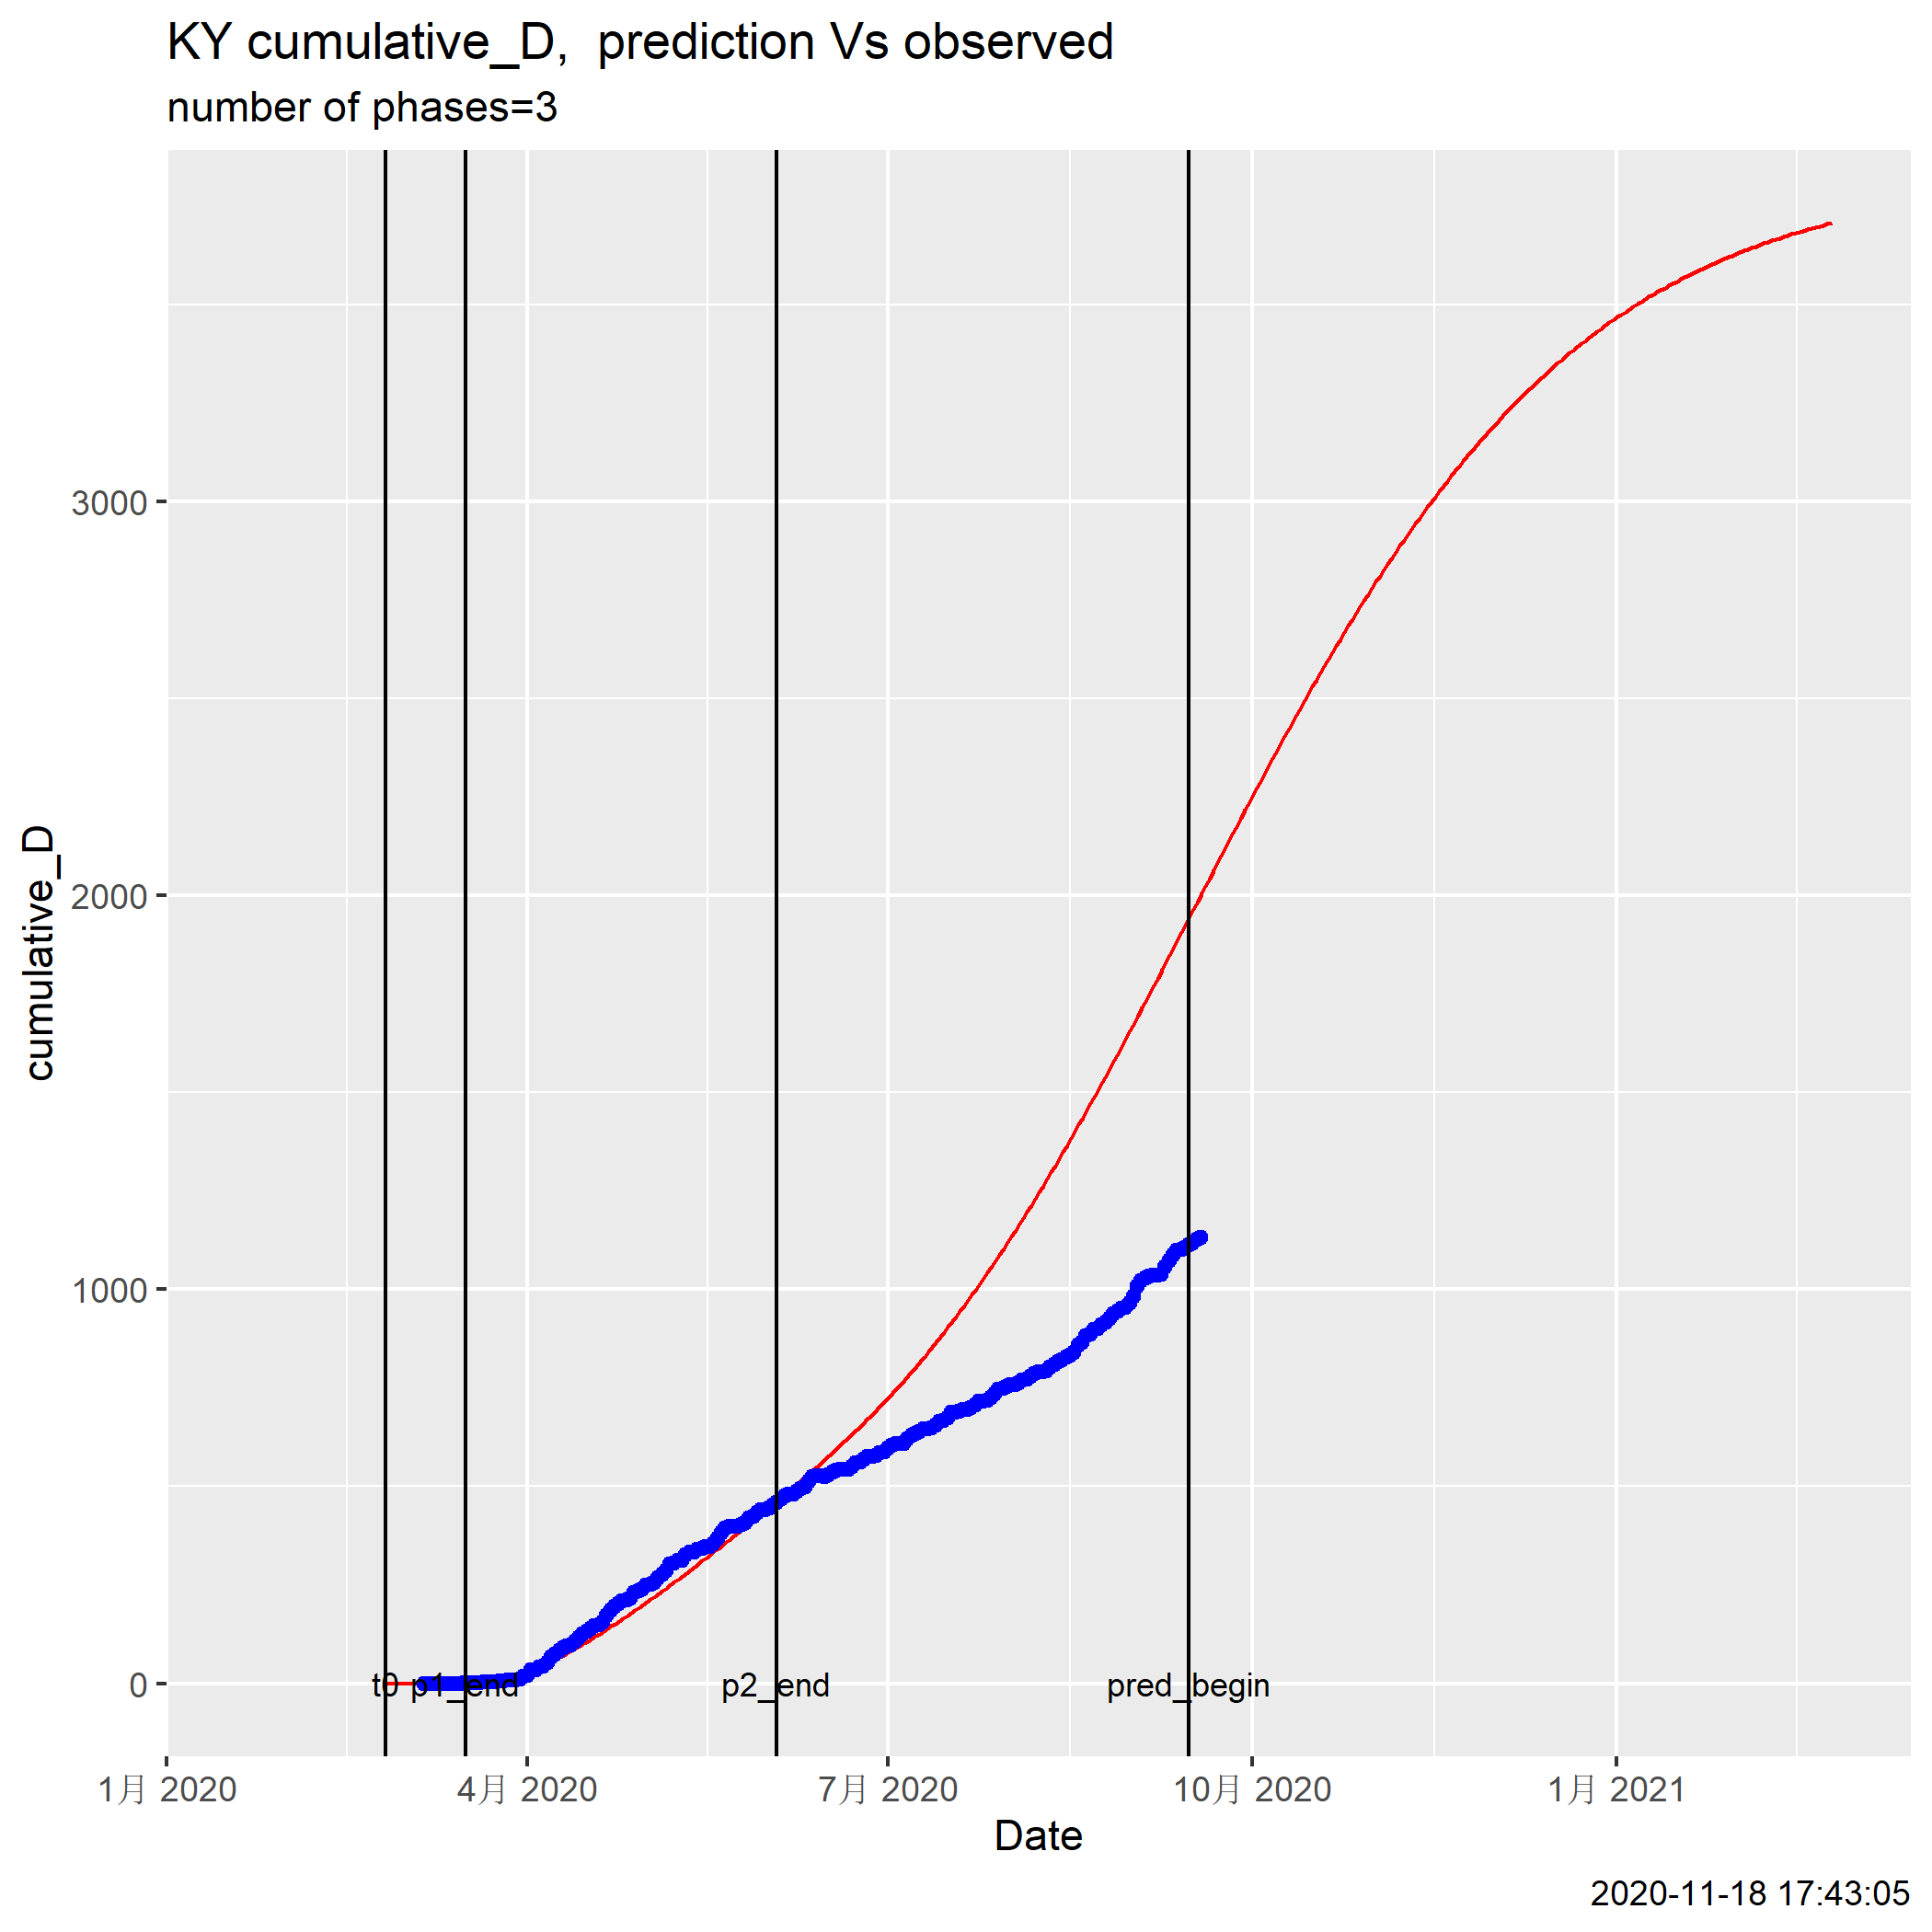 KY cumulative_D,  prediction Vs observed
number of phases=3
cumulative_D
3000
2000
1000
0
t0 p1_end
p2_end
pred_begin
1月 2020
4月 2020
7月 2020
10月 2020
1月 2021
Date
2020-11-18 17:43:05